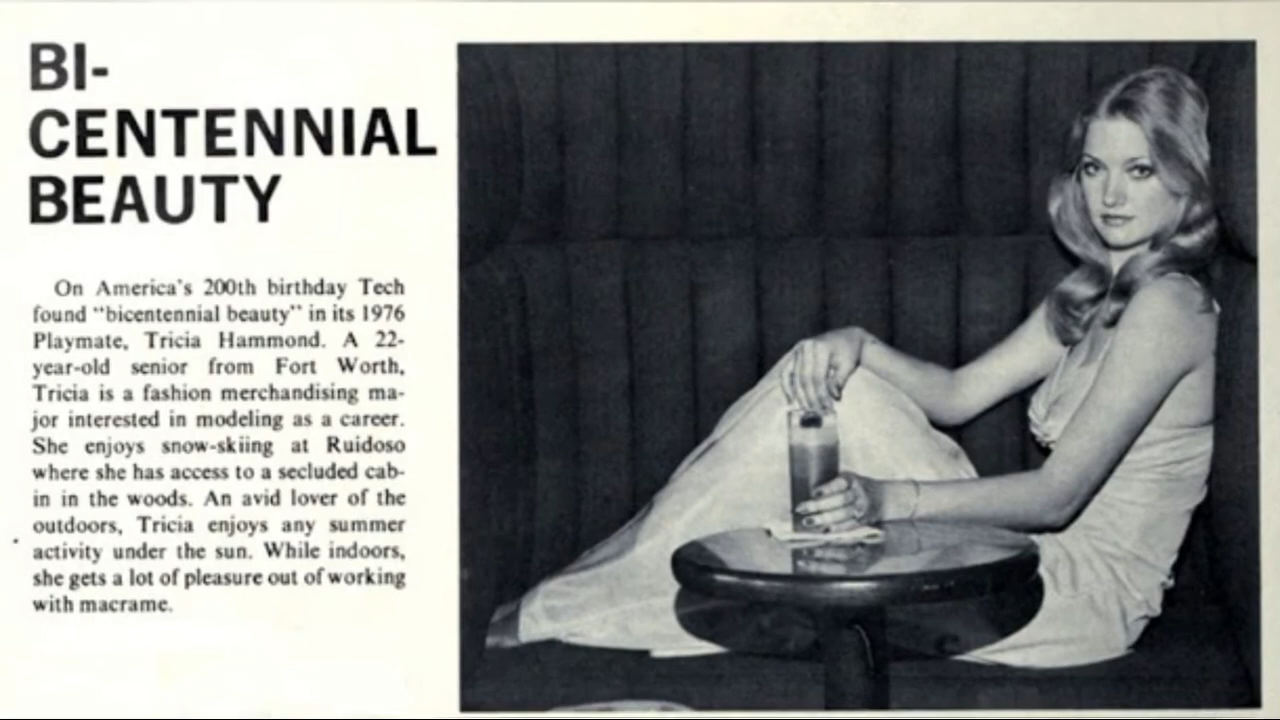 BI-
CENTENNIAL
BEAUTY
On America's 200th birthday Tech
found "bicentennial beauty" in its 1976
Playmate, Tricia Hammond. A 22-
year-old senior from Fort Worth,
Tricia is a fashion merchandising ma-
jor interested in modeling as a career.
She enjoys snow-skiing at Ruidoso
where she has access to a secluded cab-
in in the woods. An avid lover of the
outdoors, Tricia enjoys any summer
activity under the sun. While indoors,
she gets a lot of pleasure out of working
with macrame.